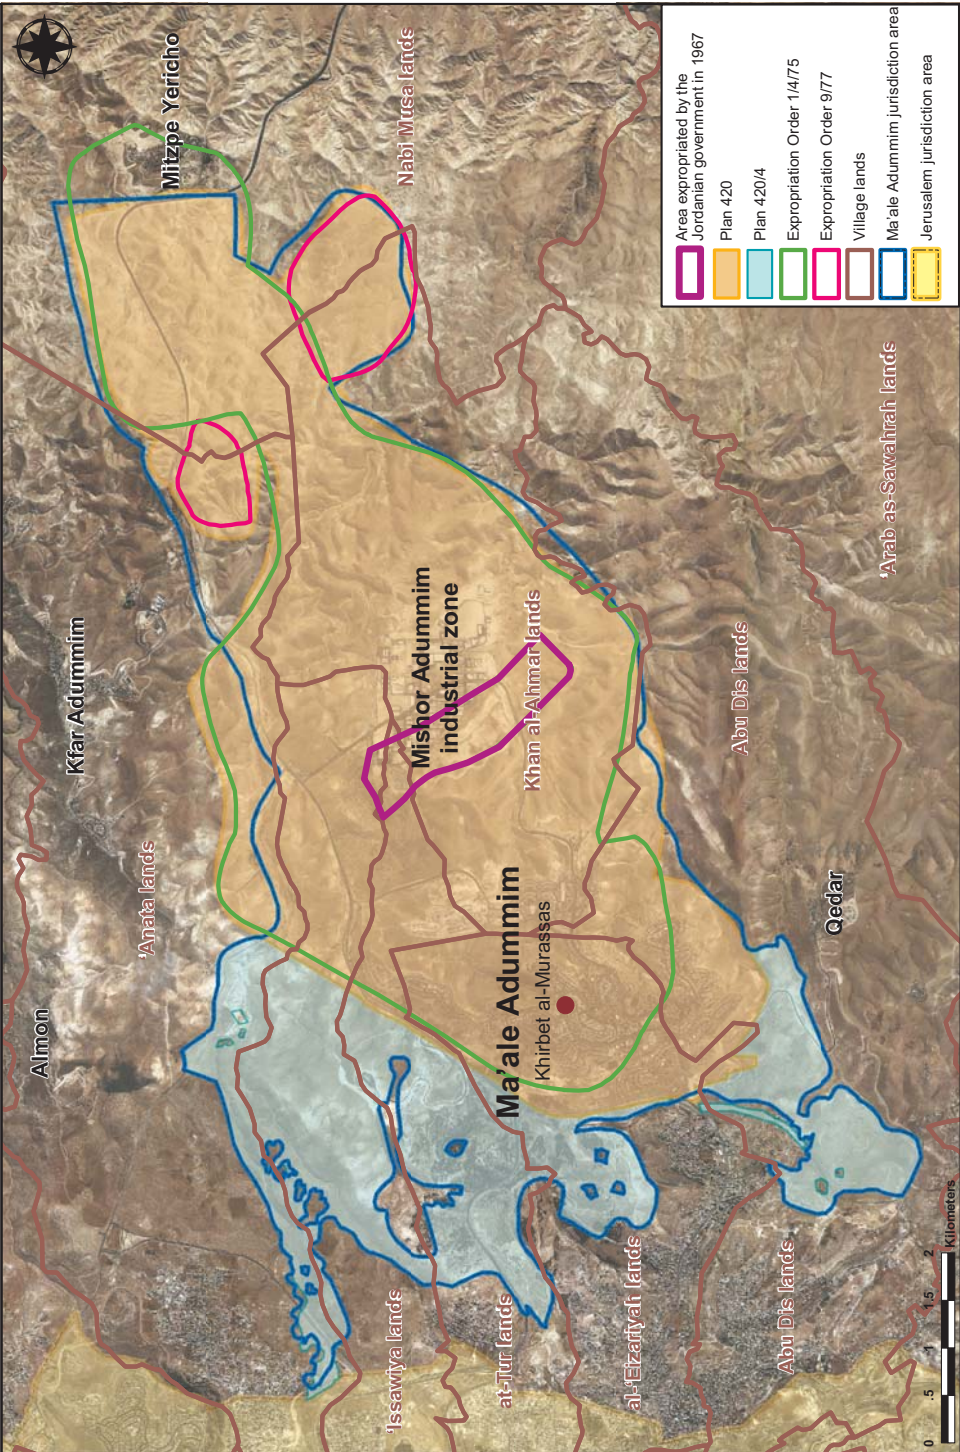 Mitzpe Yericho
Nabi Musa lands
Kfar Adummim
'Anata lands
Almon
Mishor Adummim
industrial zone
Khan al-Ahmar lands
Ma'ale Adummim
Khirbet al-Murassas
Abu Dis lands
'Arab as-Sawahrah lands
Qedar
'Issawiya lands
at-Tur lands
al-'Eizariyah lands
Abu Dis lands
Area expropriated by the
Jordanian government in 1967
Plan 420
Plan 420/4
Expropriation Order 1/4/75
Expropriation Order 9/77
Village lands
Ma'ale Adummim jurisdiction area
Jerusalem jurisdiction area
0 .5 1 1.5 2
Kilometers